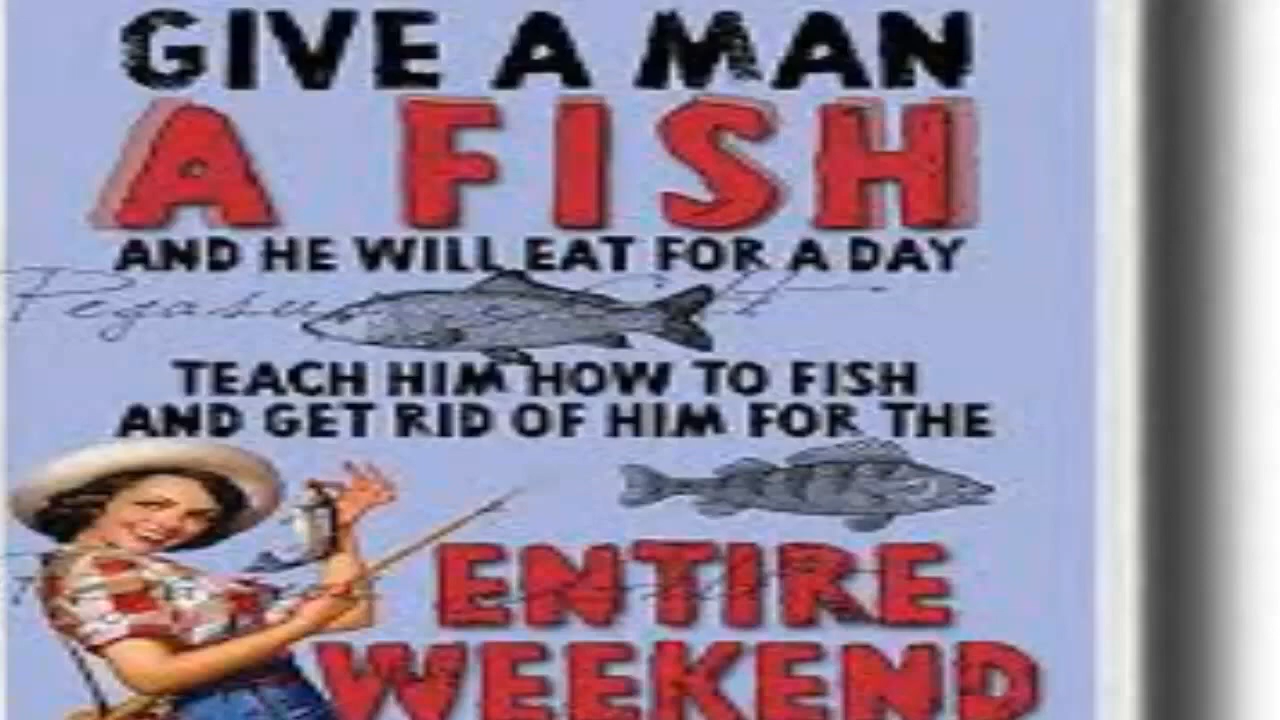 GIVE A MAN
A FISH
AND HE WILL EAT FOR A DAY
TEACH HIM HOW TO FISH
AND GET RID OF HIM FOR THE
ENTIRE
WEEKEND